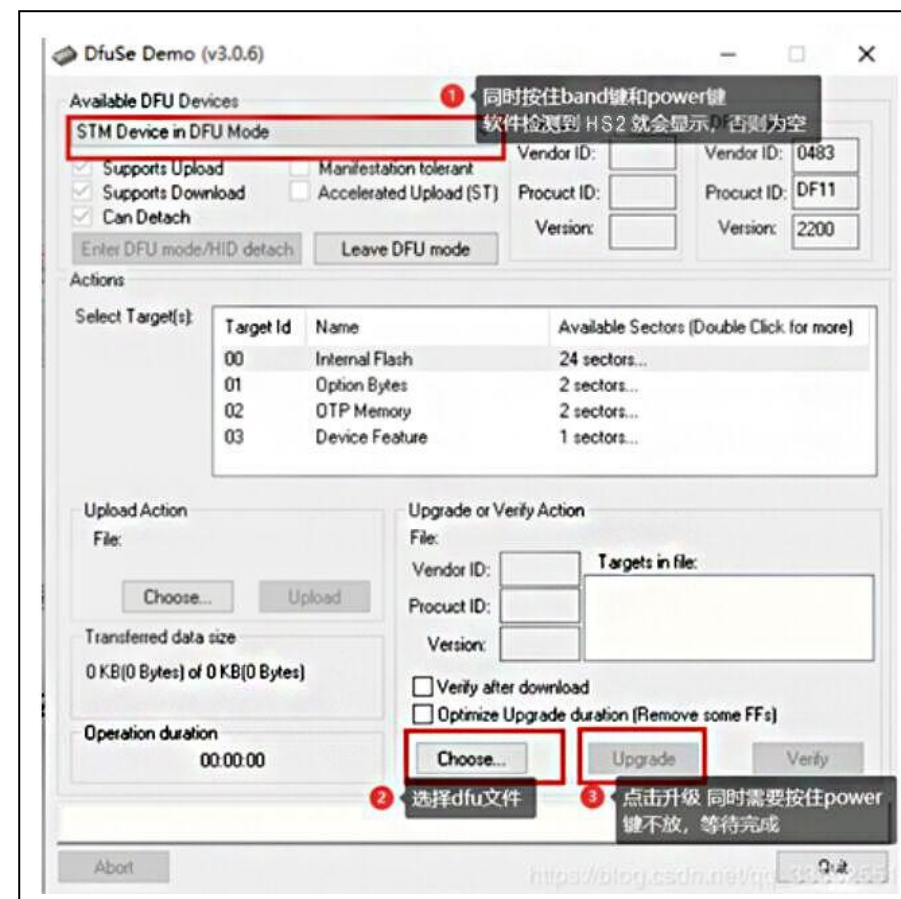 DfuSe Demo (v3.0.6)
Available DFU Devices
1 同时按住band键和power键
软件检测到 HS2 就会显示，否则为空
STM Device in DFU Mode
Supports Upload
Manifestation tolerant
Vendor ID:
Vendor ID: 0483
Supports Download
Accelerated Upload (ST)
Procuct ID:
Procuct ID: DF11
Can Detach
Version:
Version: 2200
Enter DFU mode/HID detach
Leave DFU mode
Actions
Select Target(s):
Target Id Name Available Sectors (Double Click for more)
00 Internal Flash 24 sectors...
01 Option Bytes 2 sectors...
02 OTP Memory 2 sectors...
03 Device Feature 1 sectors...
Upload Action
File:
Choose... Upload
Transferred data size
0 KB(0 Bytes) of 0 KB(0 Bytes)
Operation duration
00:00:00
Upgrade or Verify Action
File:
Vendor ID:
Targets in file:
Procuct ID:
Version:
Verify after download
Optimize Upgrade duration (Remove some FFs)
Choose... Upgrade Verify
2 选择dfu文件
3 点击升级 同时需要按住power
键不放，等待完成
Abort
Quit